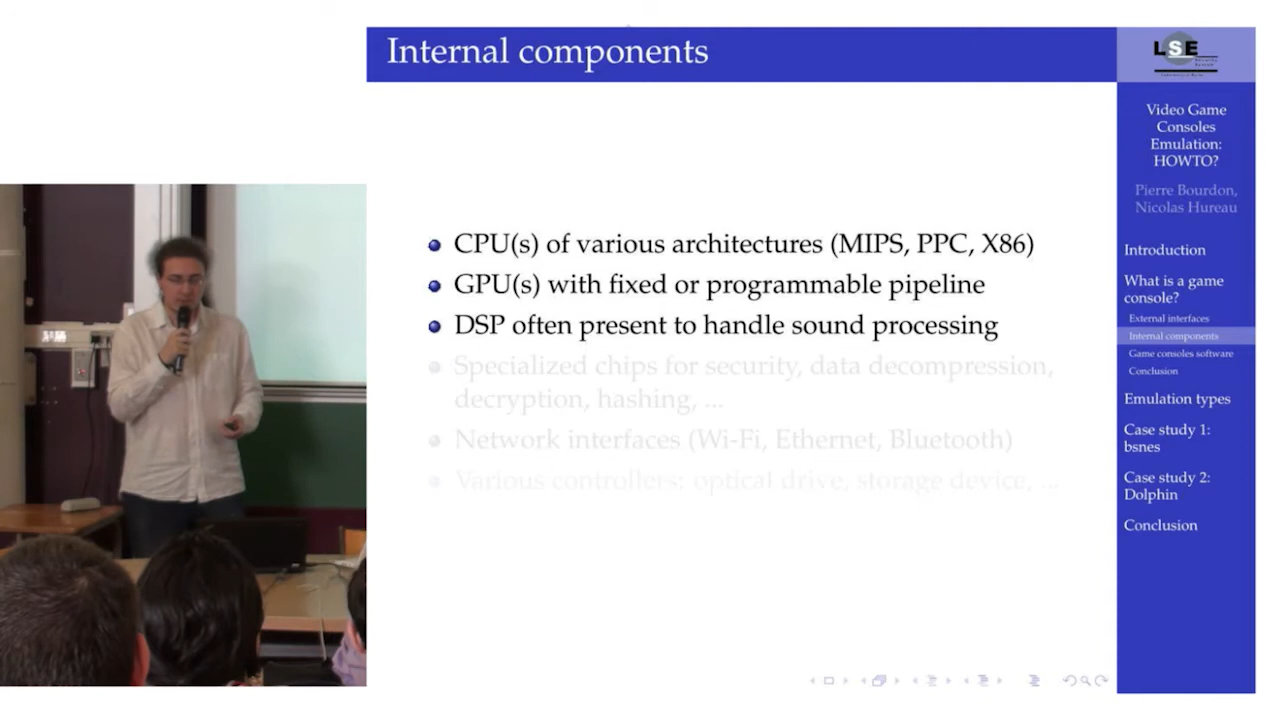 Internal components
CPU(s) of various architectures (MIPS, PPC, X86)
GPU(s) with fixed or programmable pipeline
DSP often present to handle sound processing
Specialized chips for security, data decompression,
decryption, hashing, ...
Network interfaces (Wi-Fi, Ethernet, Bluetooth)
Various controllers: optical drive, storage device, ...
LSE
Video Game
Consoles
Emulation:
HOWTO?
Pierre Bourdon,
Nicolas Hureau
Introduction
What is a game
console?
External interfaces
Internal components
Game consoles software
Conclusion
Emulation types
Case study 1:
bsnes
Case study 2:
Dolphin
Conclusion